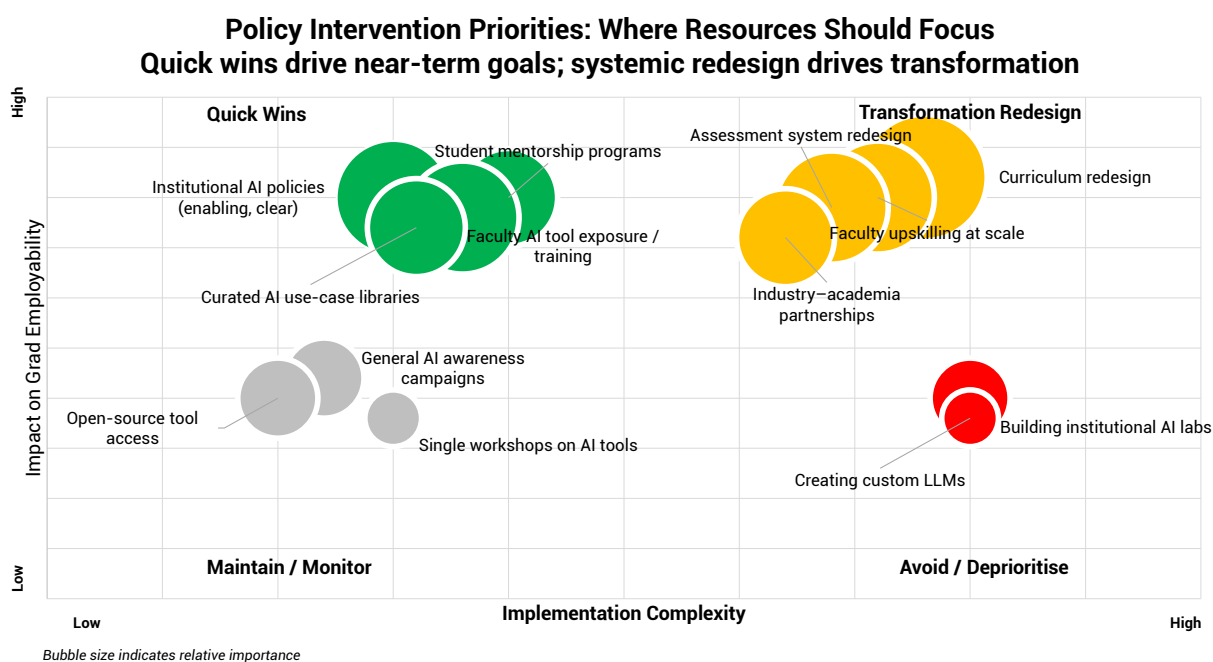 Policy Intervention Priorities: Where Resources Should Focus
Quick wins drive near-term goals; systemic redesign drives transformation
High
Quick Wins
Transformation Redesign
Assessment system redesign
Student mentorship programs
Institutional AI policies
(enabling, clear)
Curriculum redesign
Faculty AI tool exposure /
training
Faculty upskilling at scale
Curated AI use-case libraries
Industry–academia
partnerships
Impact on Grad Employability
General AI awareness
campaigns
Open-source tool
access
Single workshops on AI tools
Building institutional AI labs
Creating custom LLMs
Maintain / Monitor
Avoid / Deprioritise
Low
Implementation Complexity
Low
High
Bubble size indicates relative importance